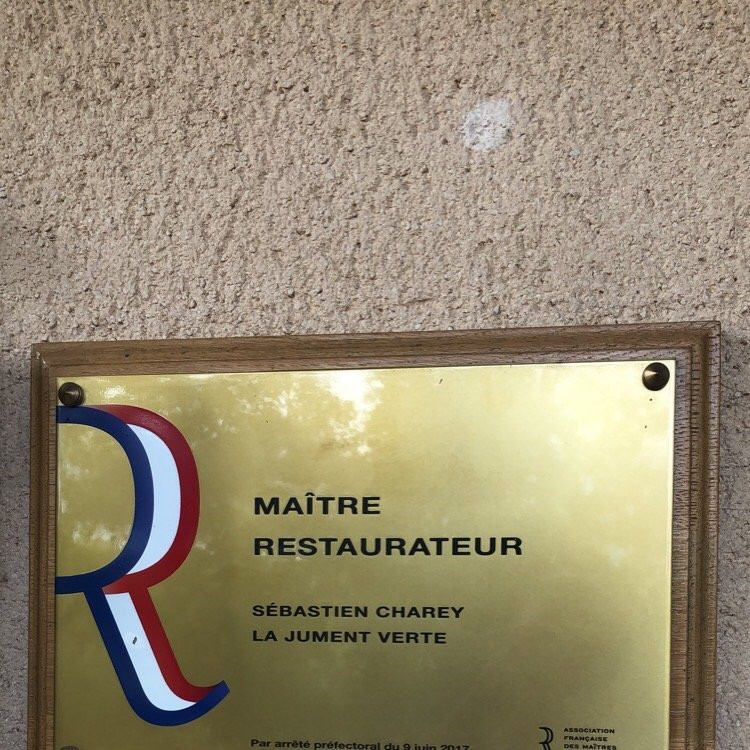 R
MAÎTRE
RESTAURATEUR
SÉBASTIEN CHAREY
LA JUMENT VERTE
Par arrêté préfectoral du 9 juin 2017
R
ASSOCIATION
FRANÇAISE
DES MAÎTRES